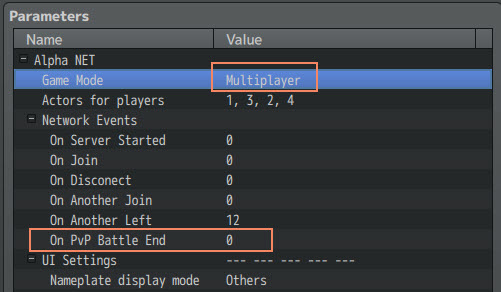 Parameters
Name Value
Alpha NET
Game Mode Multiplayer
Actors for players 1, 3, 2, 4
Network Events
On Server Started 0
On Join 0
On Disconect 0
On Another Join 0
On Another Left 12
On PvP Battle End 0
UI Settings --- --- --- --- ---
Nameplate display mode Others